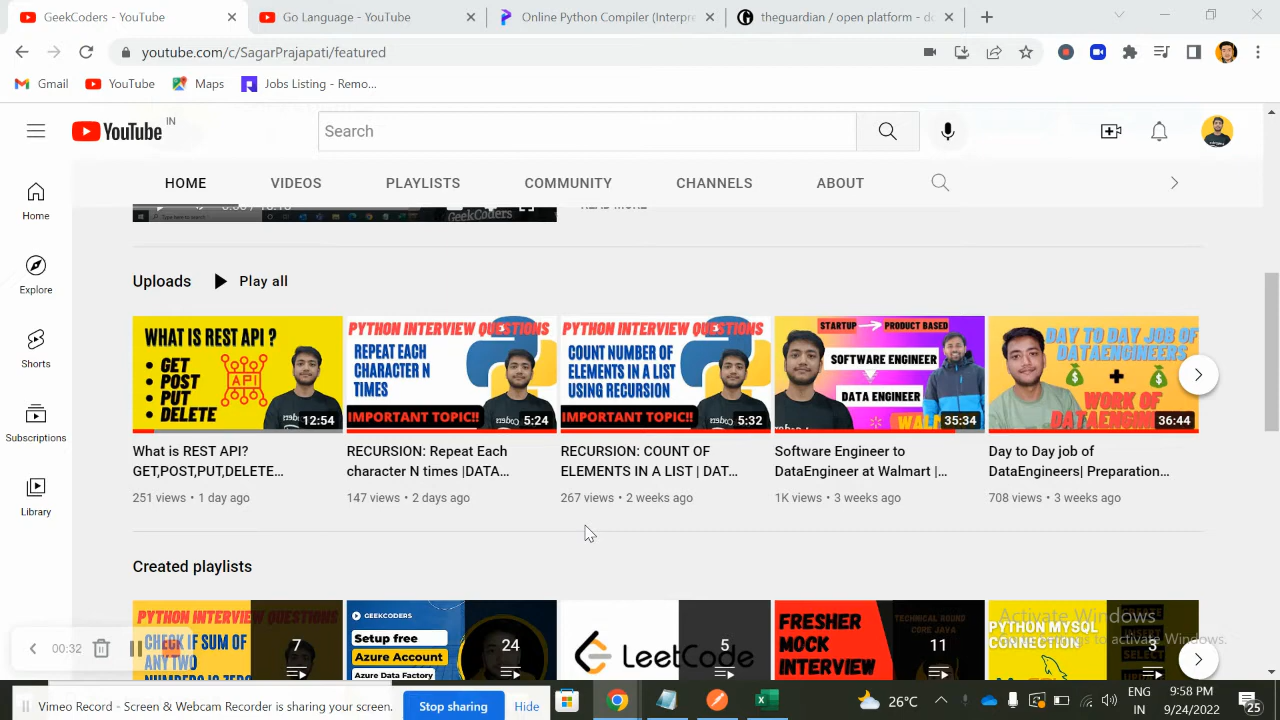 GeekCoders - YouTube
Go Language - YouTube
Online Python Compiler (Interpre
theguardian / open platform - do
youtube.com/c/SagarPrajapati/featured
Gmail
YouTube
Maps
Jobs Listing - Remo...
YouTube IN
Search
HOME
VIDEOS
PLAYLISTS
COMMUNITY
CHANNELS
ABOUT
Home
Explore
Shorts
Subscriptions
Library
GeekCoders
READ MORE
Uploads
Play all
WHAT IS REST API ?
GET
POST
PUT
DELETE
API
12:54
PYTHON INTERVIEW QUESTIONS
REPEAT EACH
CHARACTER N
TIMES
IMPORTANT TOPIC!!
5:24
PYTHON INTERVIEW QUESTIONS
COUNT NUMBER OF
ELEMENTS IN A LIST
USING RECURSION
IMPORTANT TOPIC!!
5:32
STARTUP
PRODUCT BASED
SOFTWARE ENGINEER
DATA ENGINEER
35:34
DAY TO DAY JOB OF
DATAENGINEERS
+
WORK OF
36:44
What is REST API?
GET,POST,PUT,DELETE...
251 views • 1 day ago
RECURSION: Repeat Each
character N times |DATA...
147 views • 2 days ago
RECURSION: COUNT OF
ELEMENTS IN A LIST | DAT...
267 views • 2 weeks ago
Software Engineer to
DataEngineer at Walmart |...
1K views • 3 weeks ago
Day to Day job of
DataEngineers| Preparation...
708 views • 3 weeks ago
Created playlists
PYTHON INTERVIEW QUESTIONS
CHECK IF SUM OF
ANY TWO
NUMBERS IS ZERO
7
GEEKCODERS
Setup free
Azure Account
Azure Data Factory
24
LeetCode
5
FRESHER
MOCK
INTERVIEW
TECHNICAL ROUND
CORE JAVA
11
PYTHON MYSQL
CONNECTION
CREATE
INSERT
SELECT
3
Activate Windows
00:32
Vimeo Record - Screen & Webcam Recorder is sharing your screen.
Stop sharing
Hide
26°C
ENG
IN
9:58 PM
9/24/2022
25